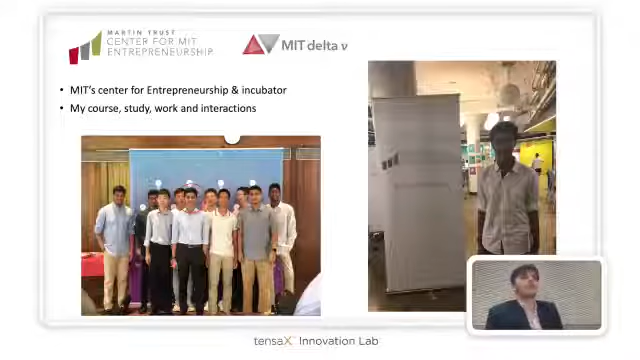 MARTIN TRUST
CENTER FOR MIT
ENTREPRENEURSHIP
MIT delta v
• MIT's center for Entrepreneurship & incubator
• My course, study, work and interactions
tensaX Innovation Lab